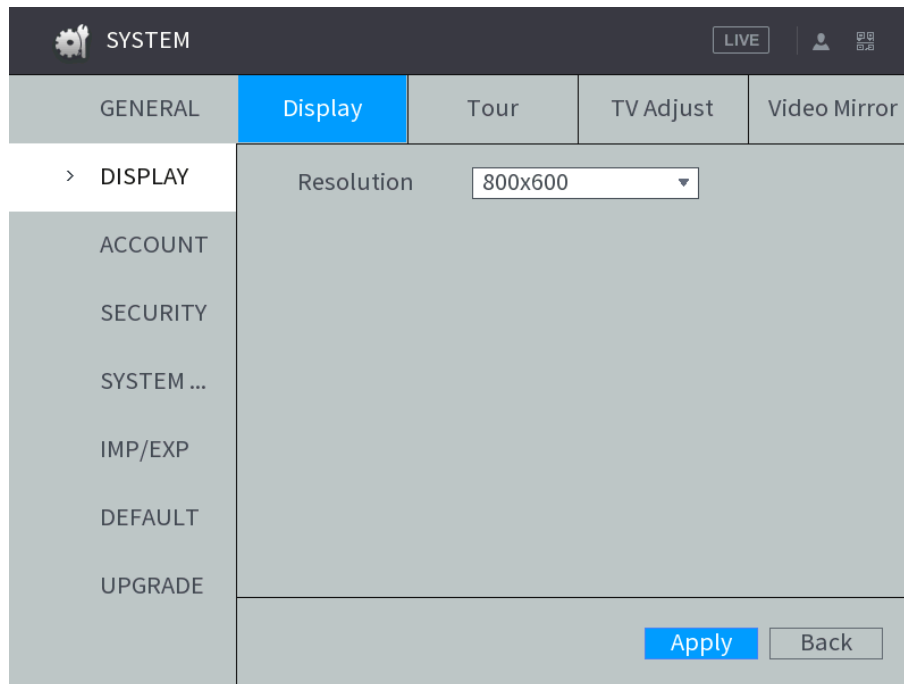 SYSTEM
LIVE
GENERAL
Display
Tour
TV Adjust
Video Mirror
DISPLAY
Resolution
800x600
ACCOUNT
SECURITY
SYSTEM ...
IMP/EXP
DEFAULT
UPGRADE
Apply
Back